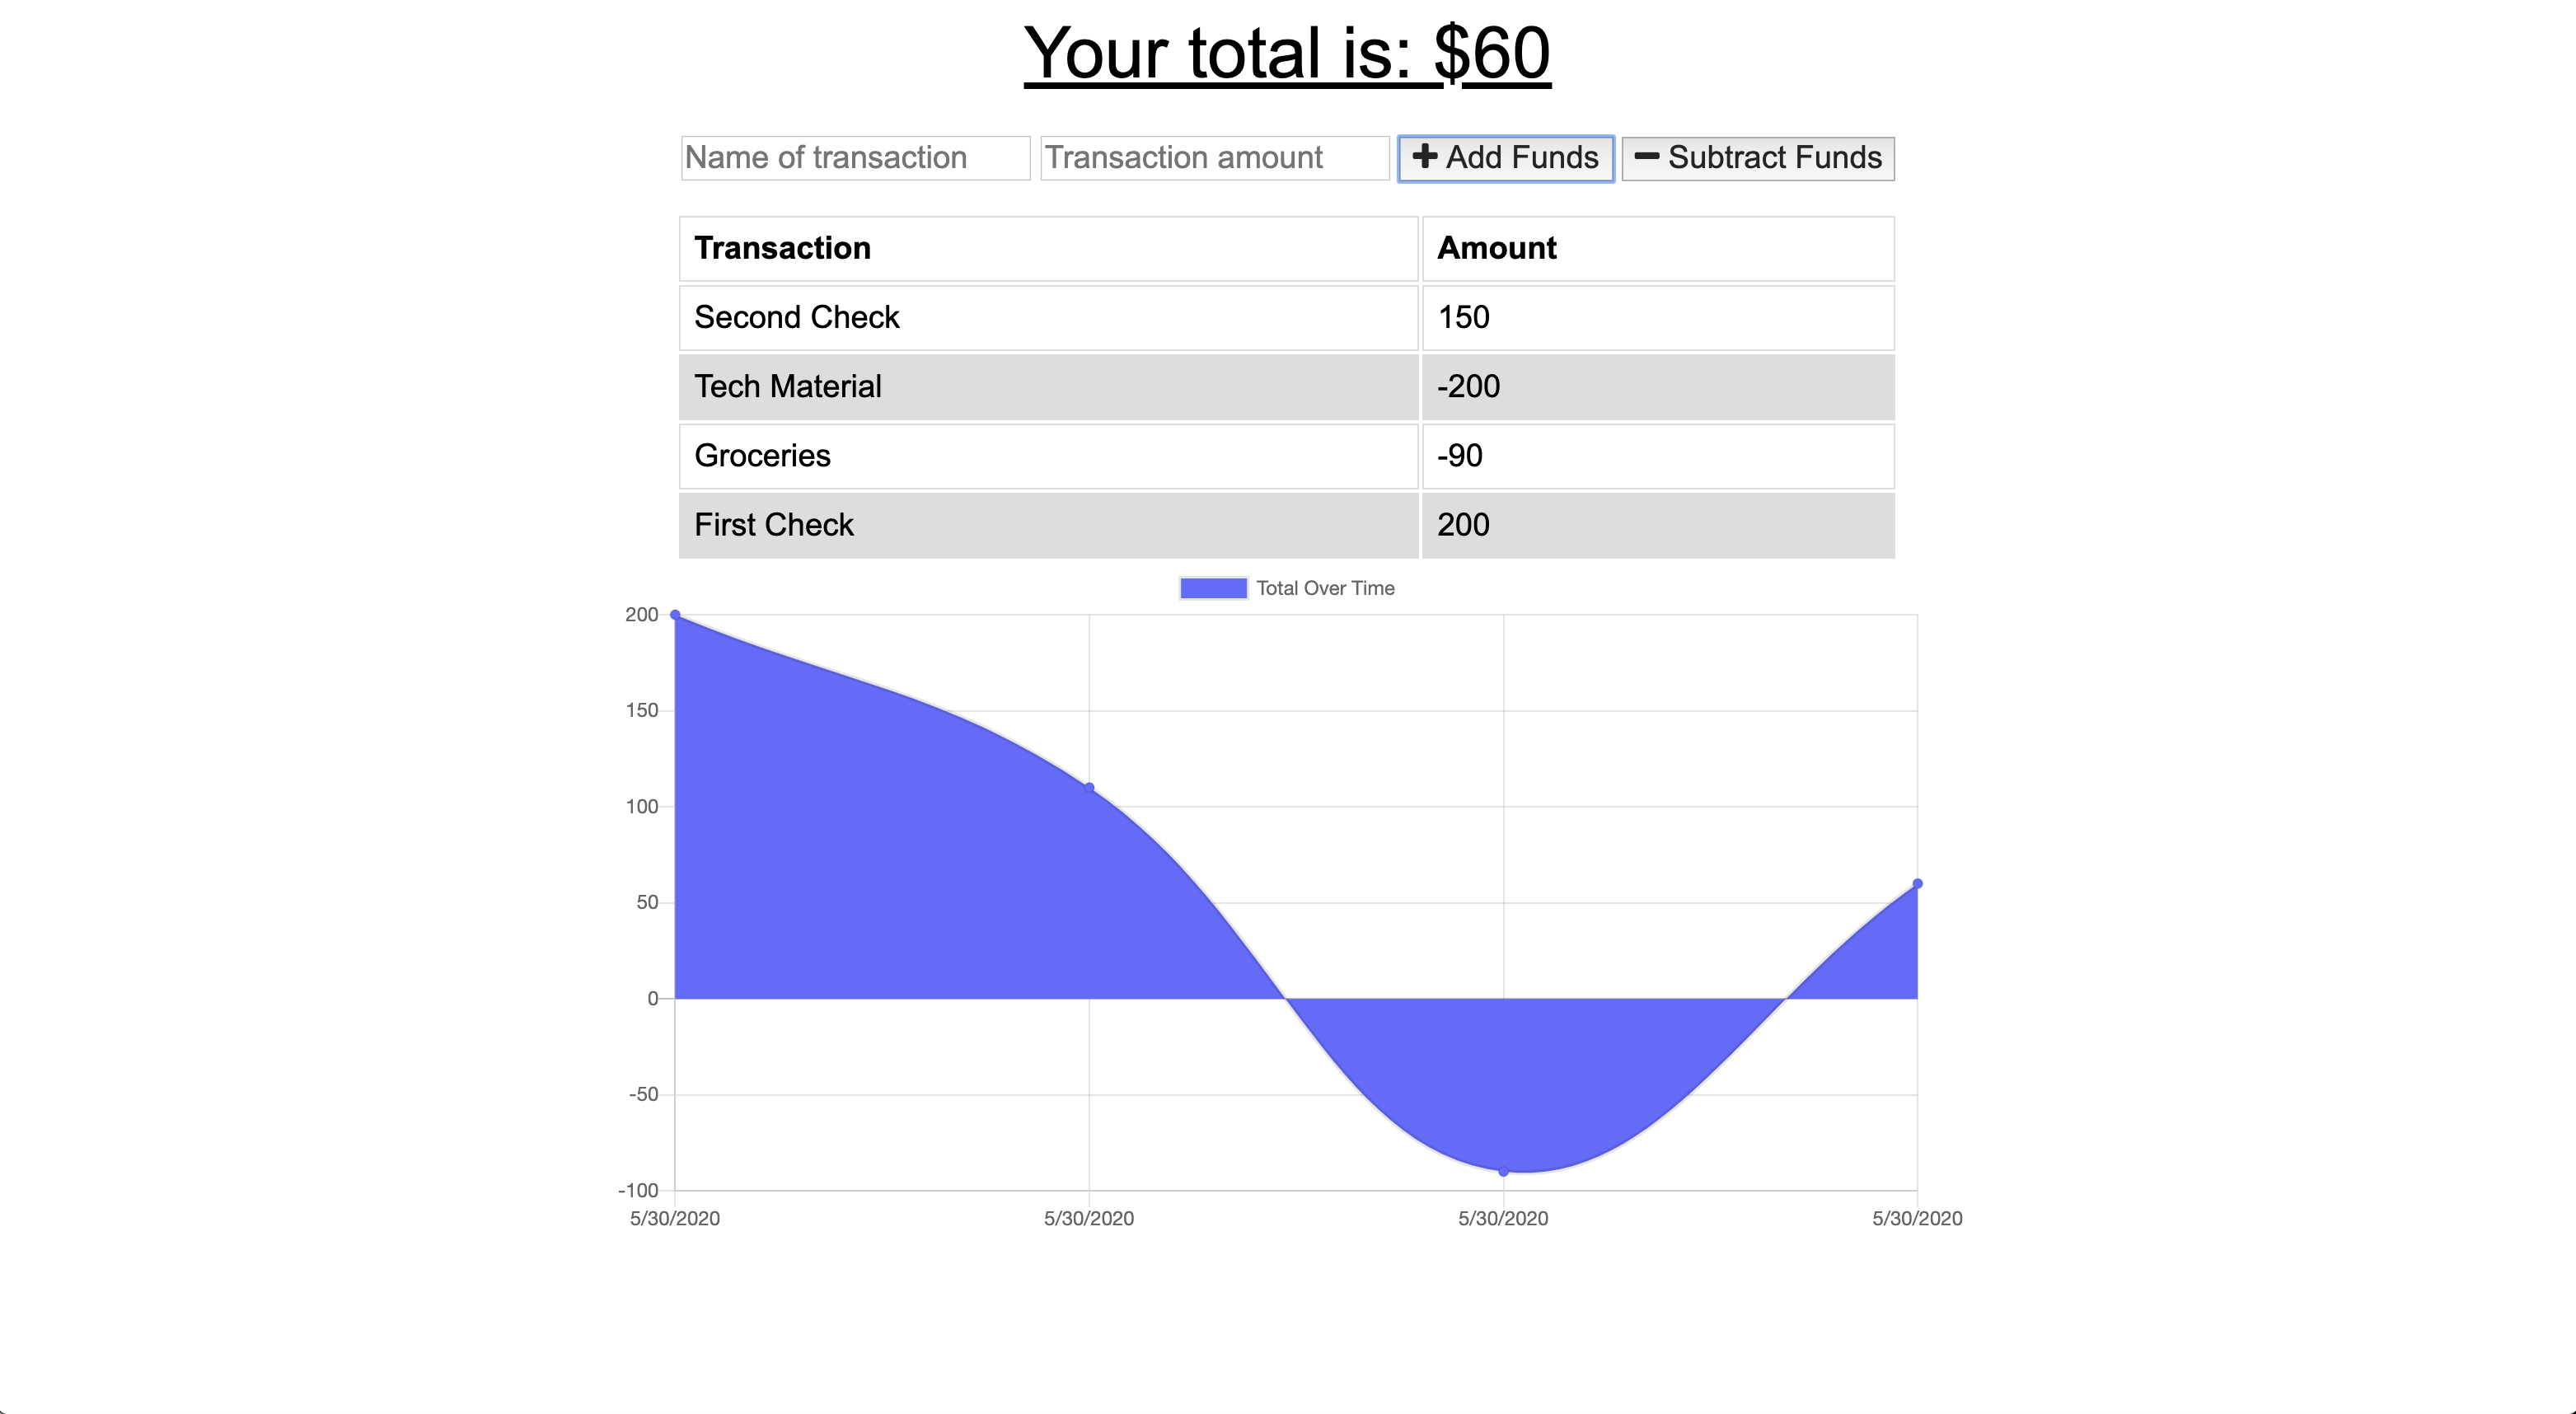 Your total is: $60
Name of transaction Transaction amount Add Funds Subtract Funds
Transaction Amount
Second Check 150
Tech Material -200
Groceries -90
First Check 200
Total Over Time
200
150
100
50
0
-50
-100
5/30/2020 5/30/2020 5/30/2020 5/30/2020